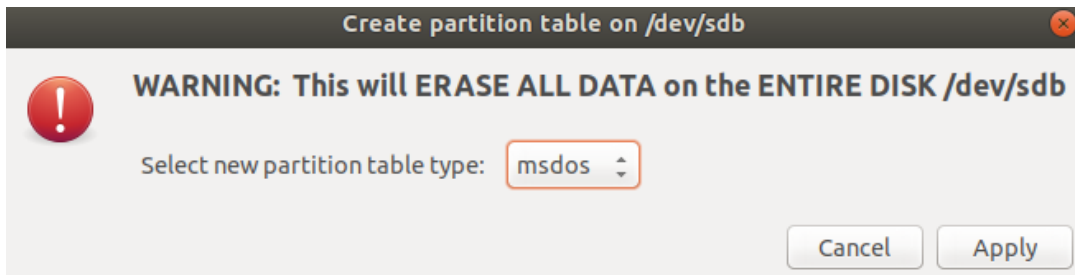 Create partition table on /dev/sdb
WARNING: This will ERASE ALL DATA on the ENTIRE DISK /dev/sdb
Select new partition table type: msdos
Cancel Apply